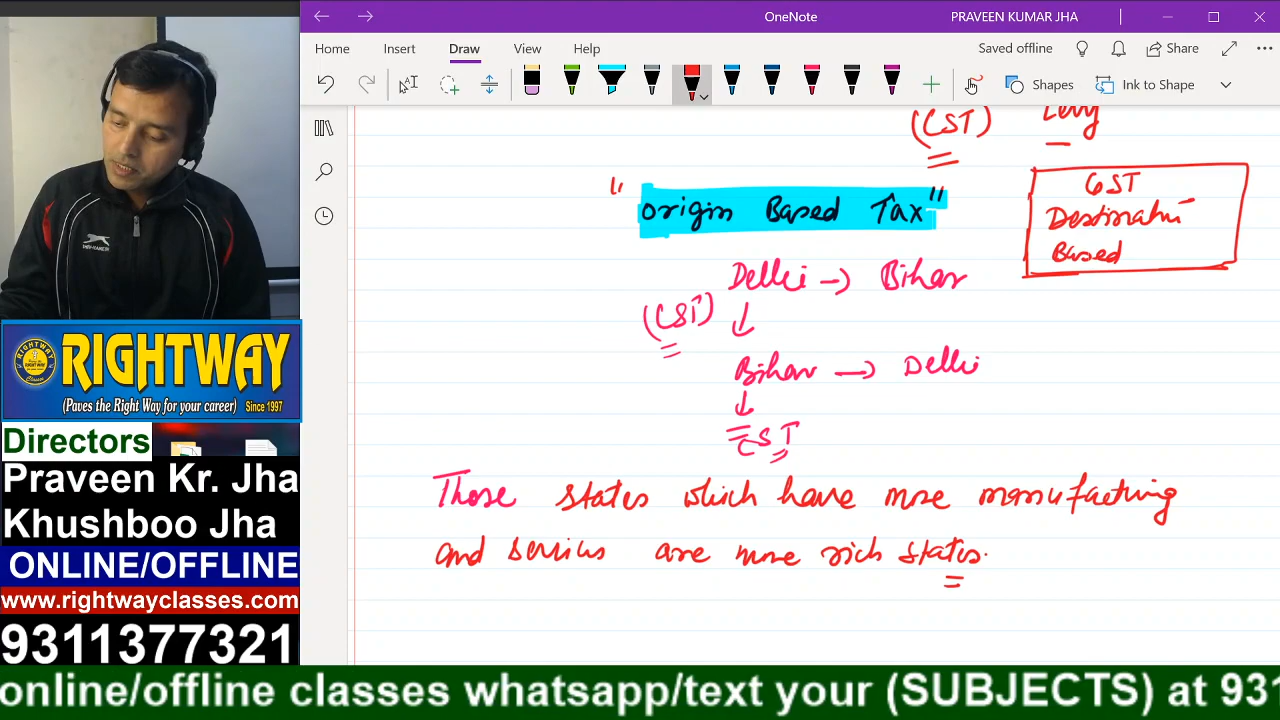 OneNote
PRAVEEN KUMAR JHA
Home Insert Draw View Help
Saved offline
Share
Shapes
Ink to Shape
(CST) Levy
"Origin Based Tax"
GST
Destination
Based
Delhi → Bihar
(CST)
↓
Bihar → Delhi
↓
CST
Those states which have more manufacturing
and services are more rich states.
RIGHTWAY
(Paves the Right Way for your career) Since 1997
Directors
Praveen Kr. Jha
Khushboo Jha
ONLINE/OFFLINE
www.rightwayclasses.com
9311377321
online/offline classes whatsapp/text your (SUBJECTS) at 931